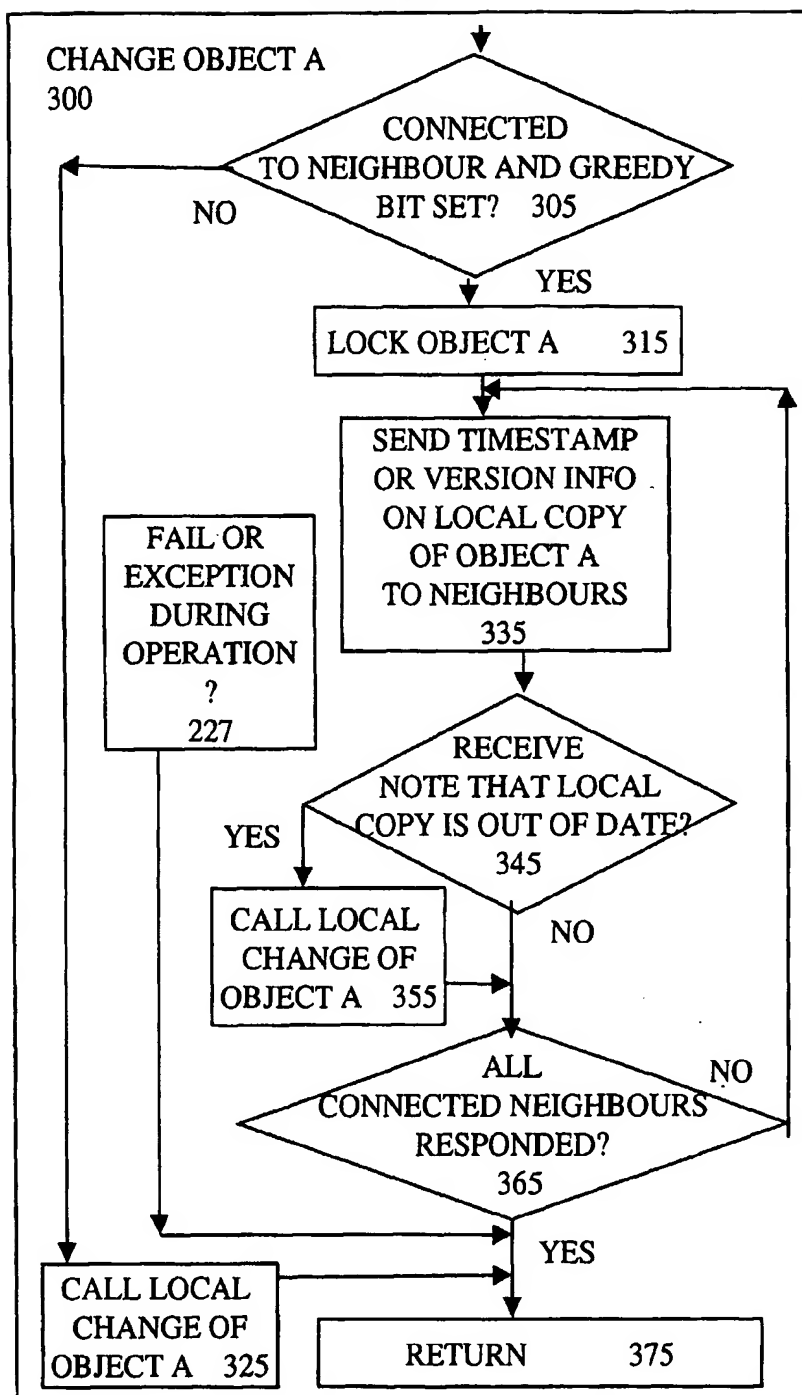 CHANGE OBJECT A
300
CONNECTED
TO NEIGHBOUR AND GREEDY
BIT SET? 305
NO
YES
LOCK OBJECT A 315
SEND TIMESTAMP
OR VERSION INFO
ON LOCAL COPY
OF OBJECT A
TO NEIGHBOURS
335
FAIL OR
EXCEPTION
DURING
OPERATION
?
227
RECEIVE
NOTE THAT LOCAL
COPY IS OUT OF DATE?
345
YES
NO
CALL LOCAL
CHANGE OF
OBJECT A 355
ALL
CONNECTED NEIGHBOURS
RESPONDED?
365
NO
YES
CALL LOCAL
CHANGE OF
OBJECT A 325
RETURN 375